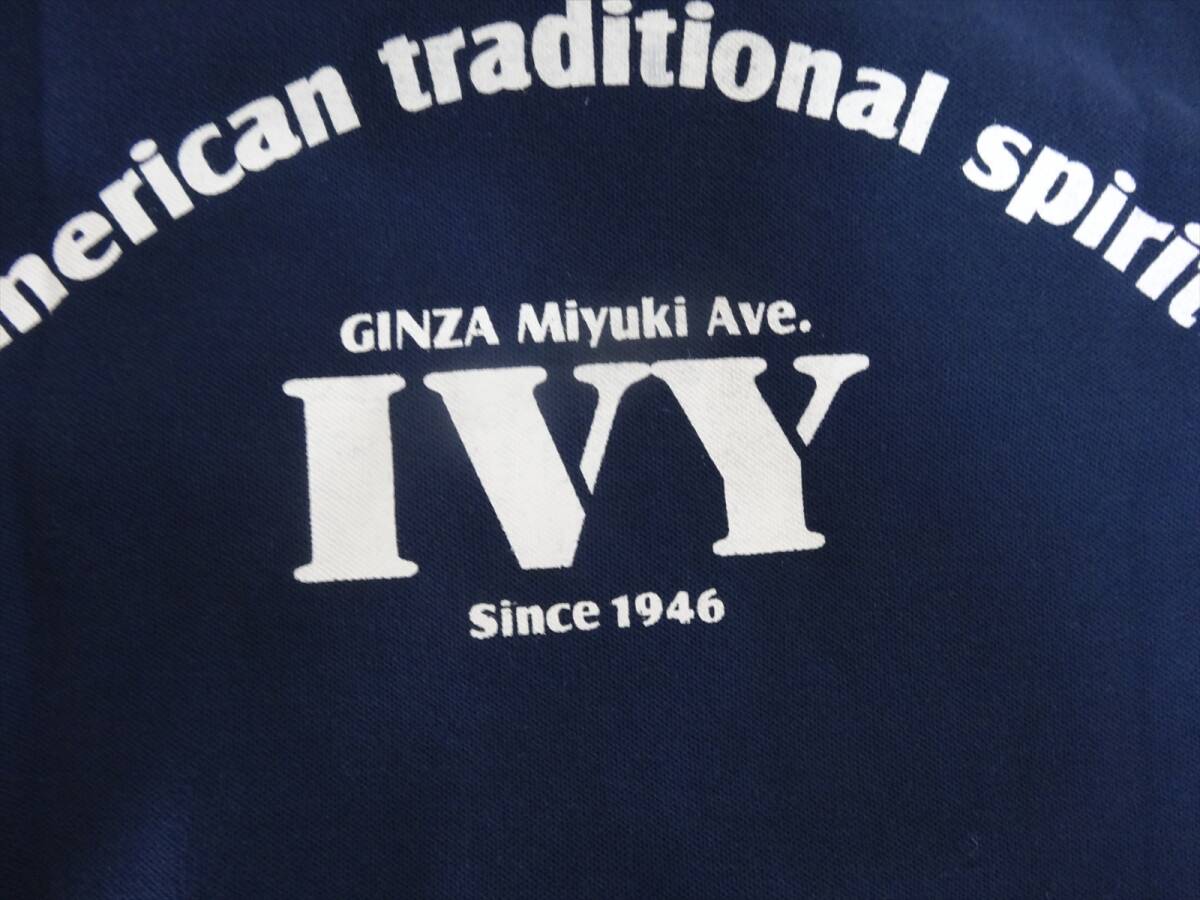 merican traditional spirit
GINZA Miyuki Ave.
IVY
Since 1946